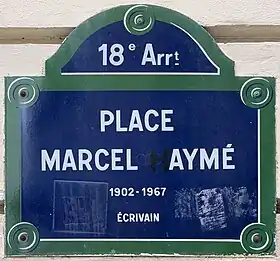 18e Arrt
PLACE
MARCEL AYMÉ
1902-1967
ÉCRIVAIN